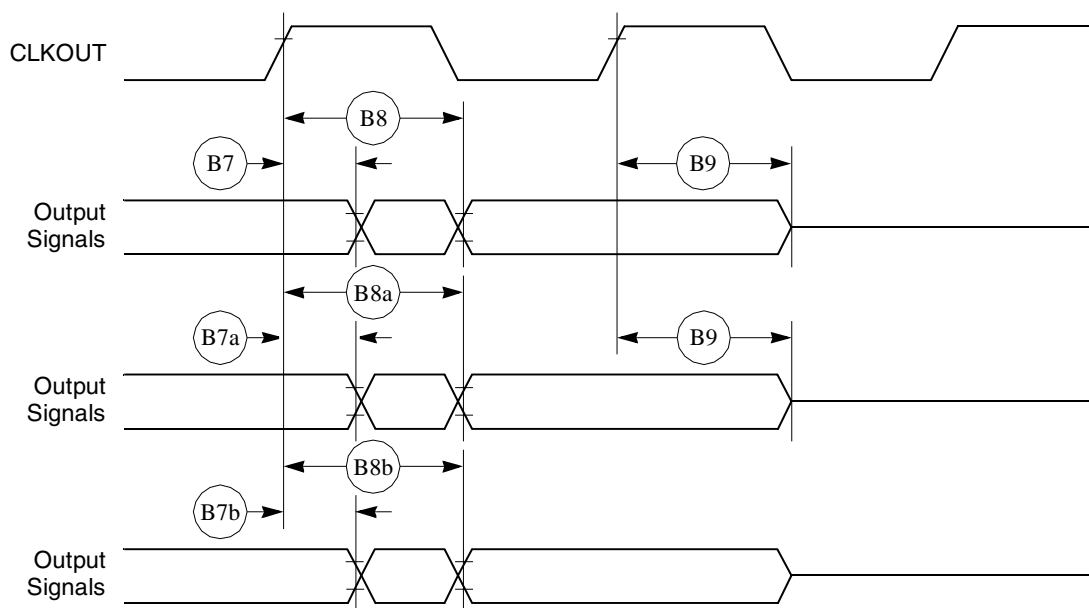 CLKOUT
B8
B7
B9
Output
Signals
B8a
B7a
B9
Output
Signals
B8b
B7b
Output
Signals